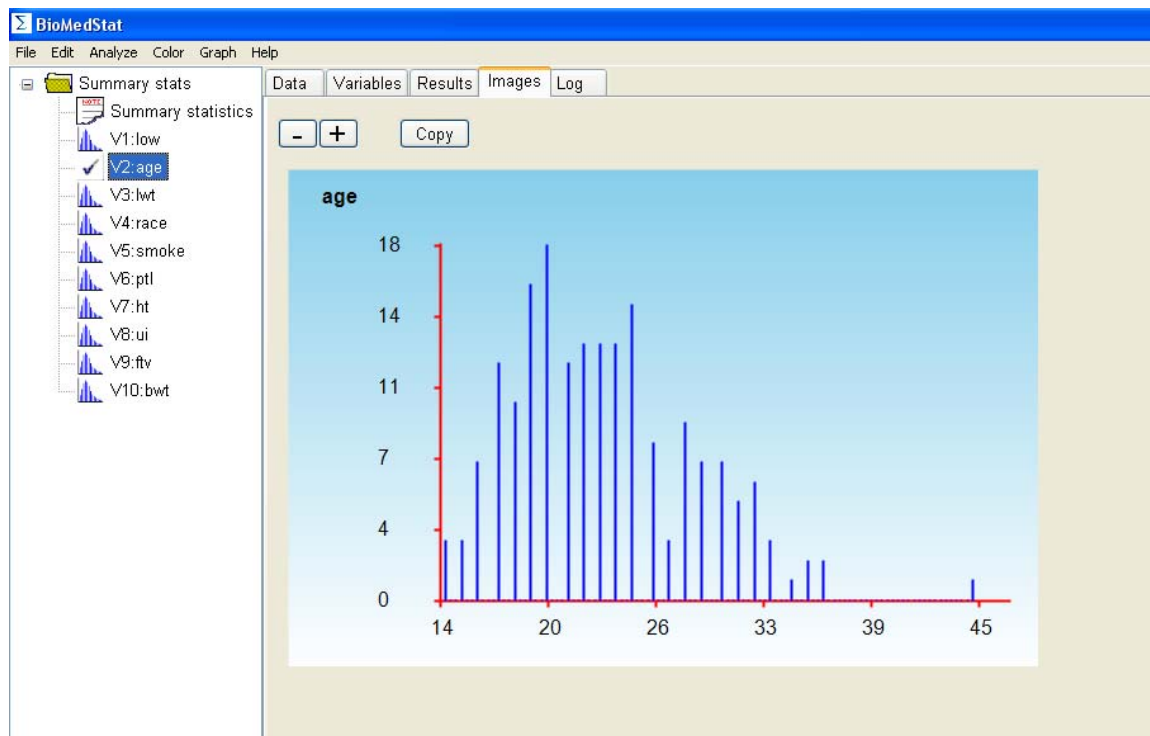 BioMedStat
File Edit Analyze Color Graph Help
Summary stats
NOTE
Summary statistics
V1:low
V2:age
V3:lwt
V4:race
V5:smoke
V6:ptl
V7:ht
V8:ui
V9:ftv
V10:bwt
Data Variables Results Images Log
- + Copy
age
18
14
11
7
4
0
14 20 26 33 39 45